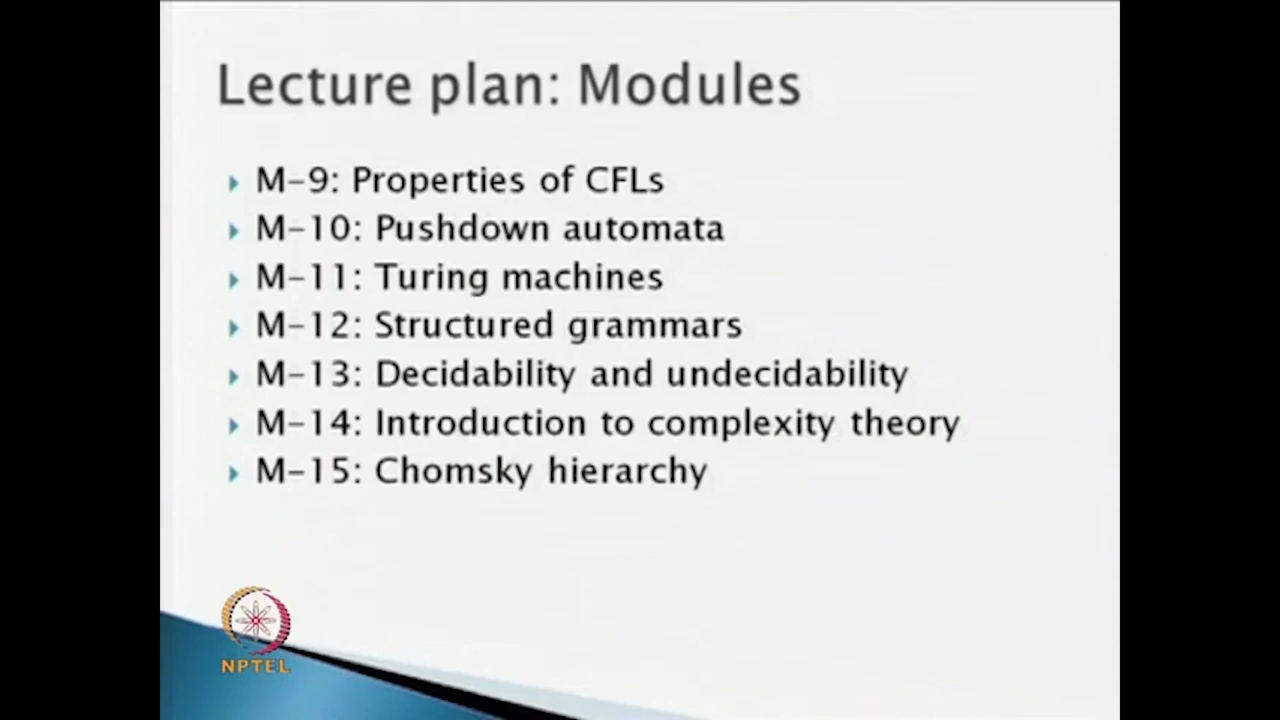 Lecture plan: Modules
M-9: Properties of CFLs
M-10: Pushdown automata
M-11: Turing machines
M-12: Structured grammars
M-13: Decidability and undecidability
M-14: Introduction to complexity theory
M-15: Chomsky hierarchy
NPTEL